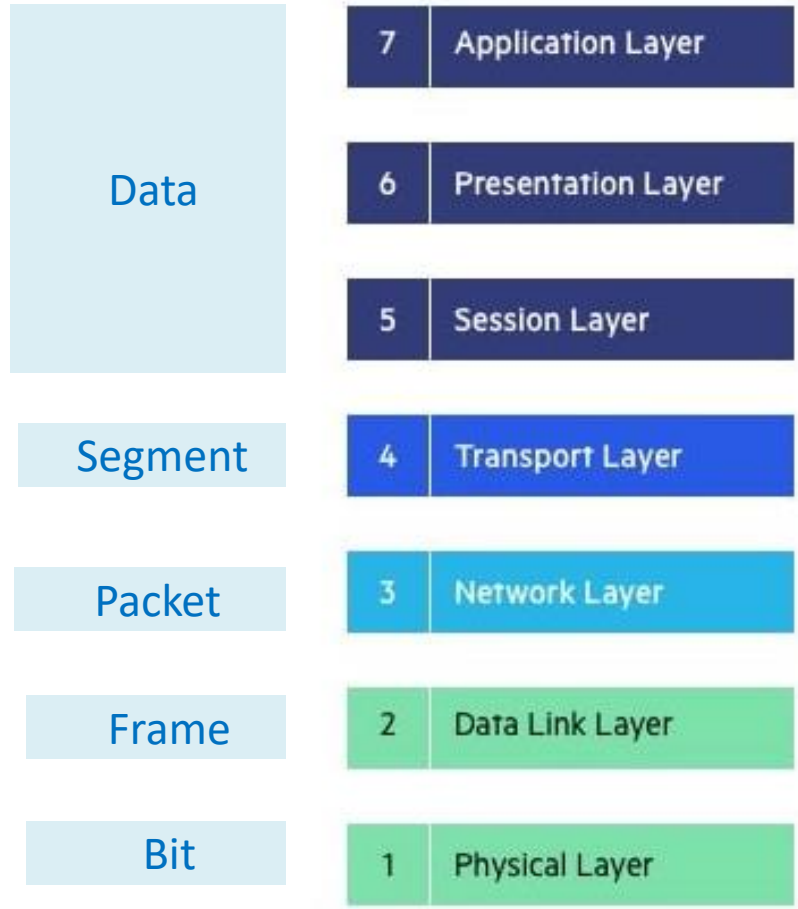 7 Application Layer
Data
6 Presentation Layer
5 Session Layer
Segment
4 Transport Layer
Packet
3 Network Layer
Frame
2 Data Link Layer
Bit
1 Physical Layer